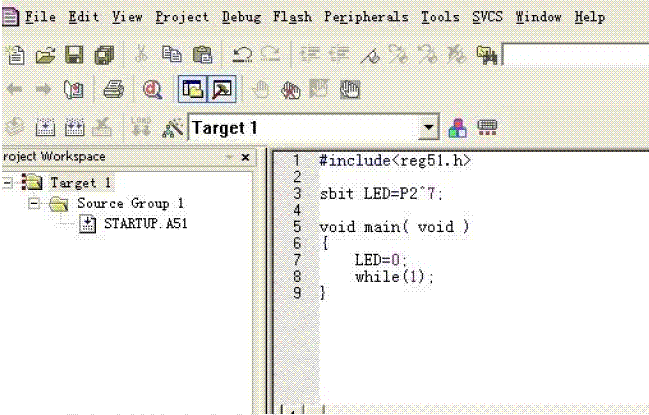 File Edit View Project Debug Flash Peripherals Tools SVCS Window Help
Target 1
roject Workspace
Target 1
Source Group 1
STARTUP.A51
1 #include<reg51.h>
2
3 sbit LED=P2^7;
4
5 void main( void )
6 {
7 LED=0;
8 while(1);
9 }